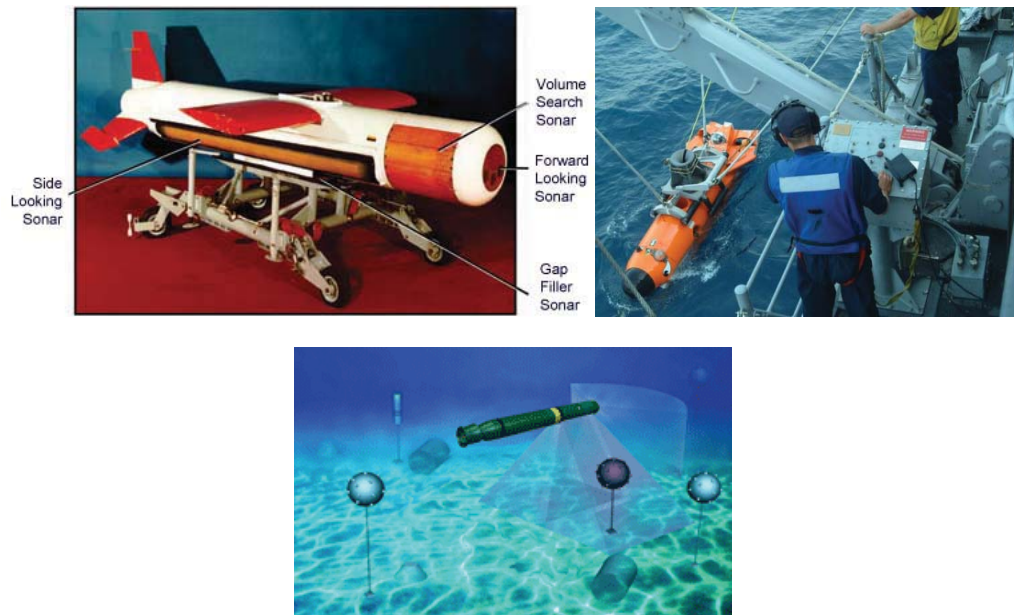 Volume
Search
Sonar
Forward
Looking
Sonar
Side
Looking
Sonar
Gap
Filler
Sonar